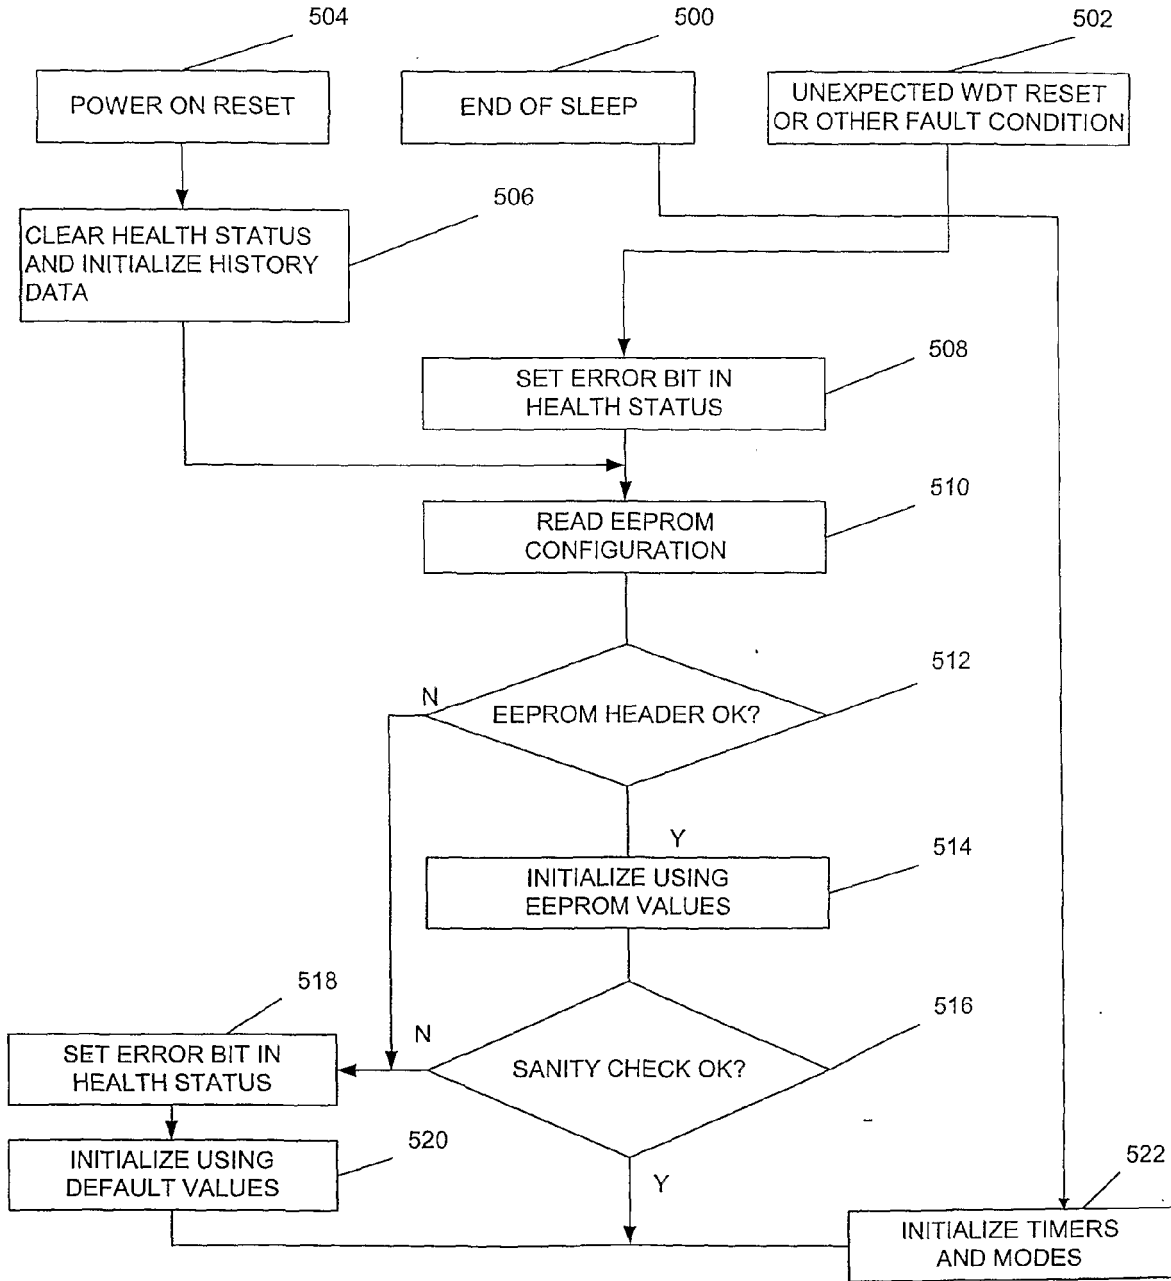 504
500
502
POWER ON RESET
END OF SLEEP
UNEXPECTED WDT RESET
OR OTHER FAULT CONDITION
506
CLEAR HEALTH STATUS
AND INITIALIZE HISTORY
DATA
508
SET ERROR BIT IN
HEALTH STATUS
510
READ EEPROM
CONFIGURATION
512
N
EEPROM HEADER OK?
Y
514
INITIALIZE USING
EEPROM VALUES
518
516
N
SET ERROR BIT IN
HEALTH STATUS
SANITY CHECK OK?
520
INITIALIZE USING
DEFAULT VALUES
Y
522
INITIALIZE TIMERS
AND MODES